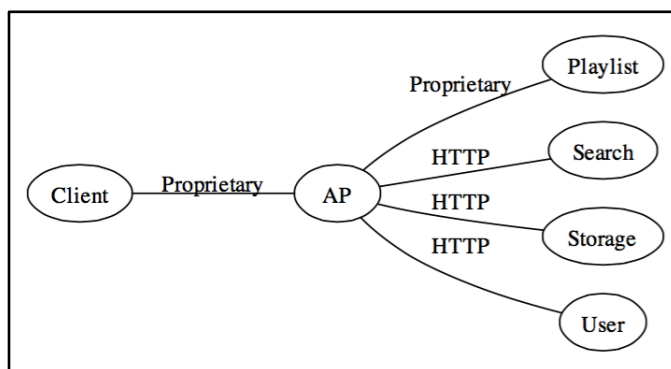 Playlist
Proprietary
HTTP
Search
Client
Proprietary
AP
HTTP
Storage
HTTP
User